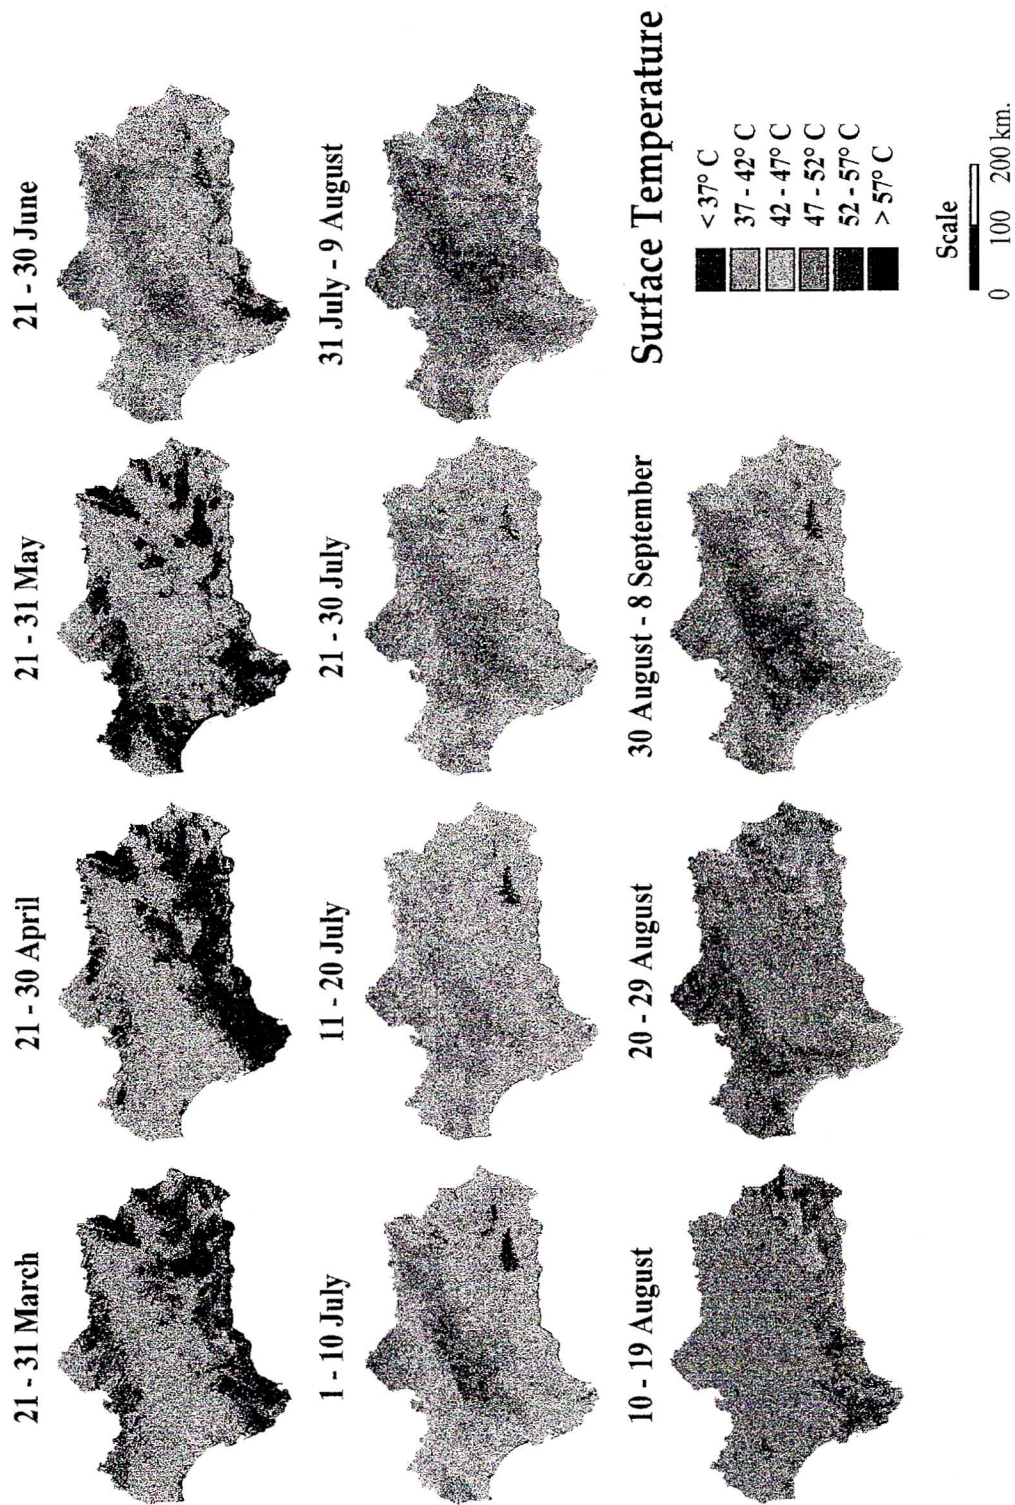 21 - 31 March
21 - 30 April
21 - 31 May
21 - 30 June
1 - 10 July
11 - 20 July
21 - 30 July
31 July - 9 August
10 - 19 August
20 - 29 August
30 August - 8 September
Surface Temperature
< 37° C
37 - 42° C
42 - 47° C
47 - 52° C
52 - 57° C
> 57° C
Scale
0 100 200 km.